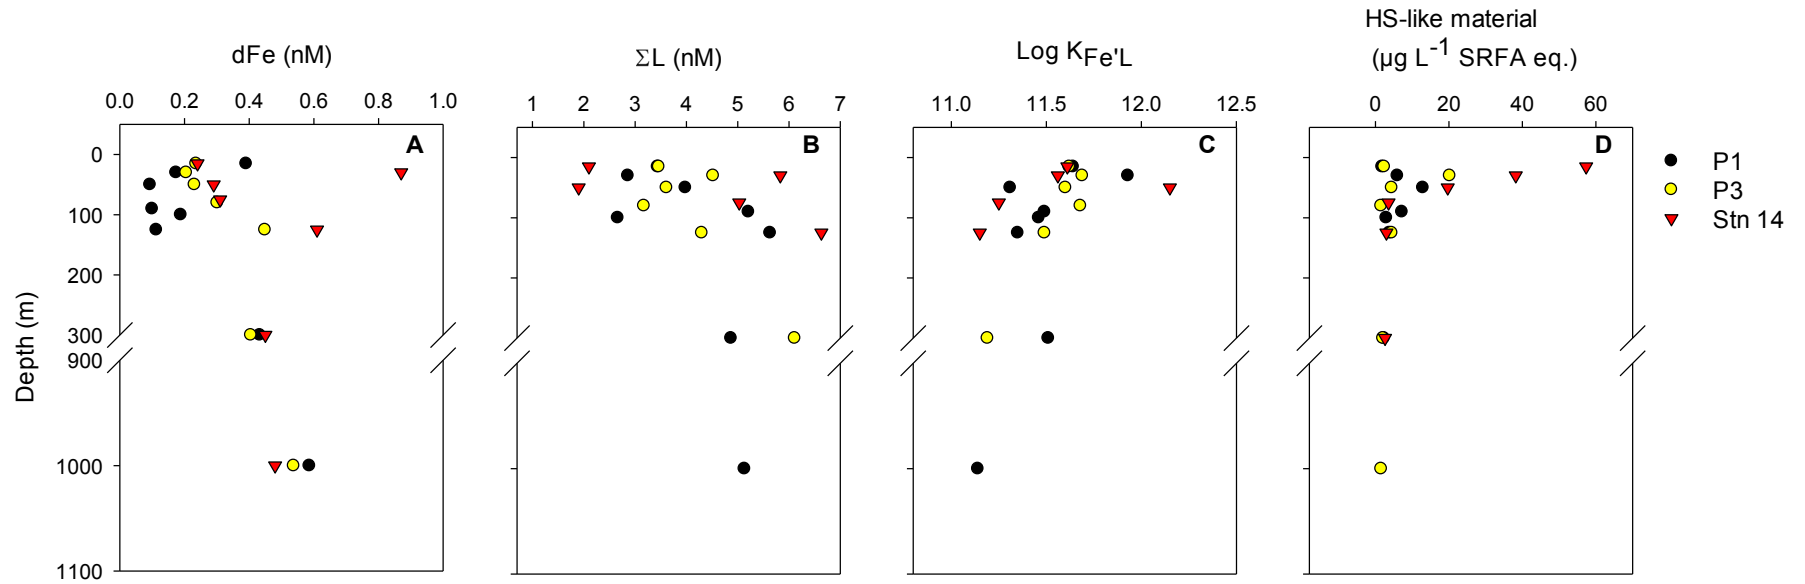 HS-like material
dFe (nM)
ΣL (nM)
Log KFe'L
(µg L-1 SRFA eq.)
0.0 0.2 0.4 0.6 0.8 1.0
1 2 3 4 5 6 7
11.0 11.5 12.0 12.5
0 20 40 60
A
B
C
D
Depth (m)
0
100
200
300
900
1000
1100
P1
P3
Stn 14